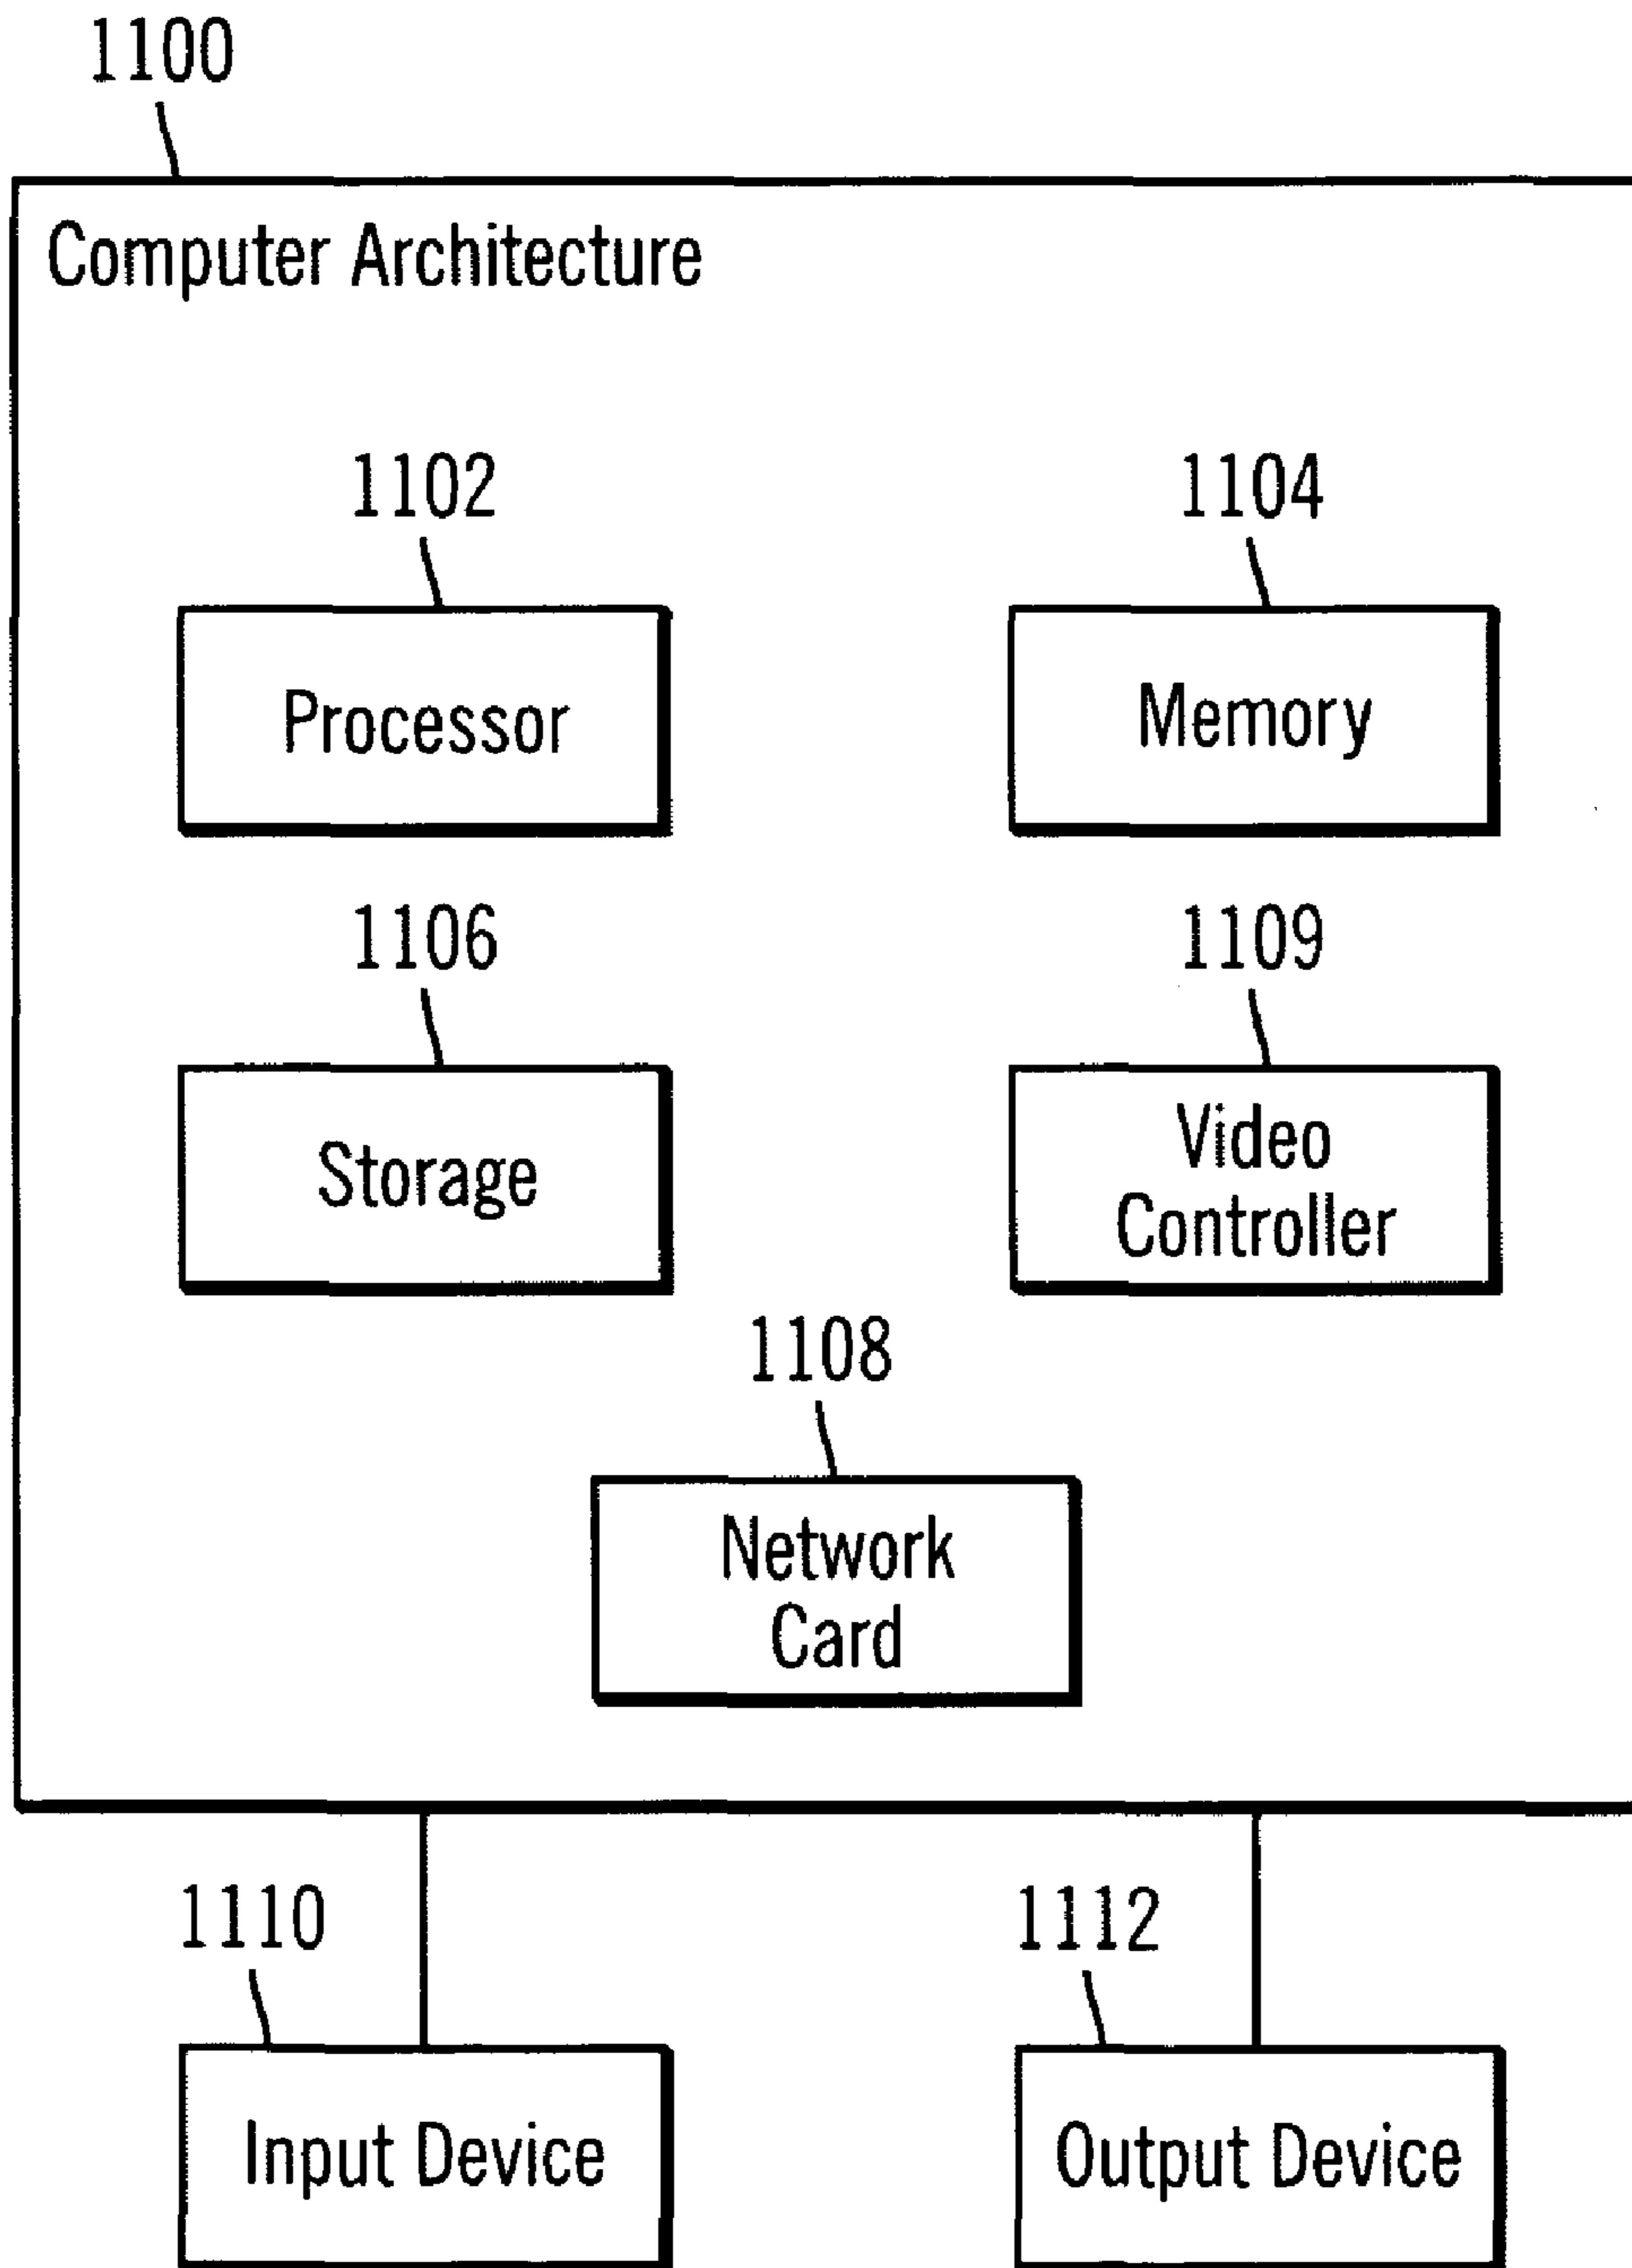 1100
Computer Architecture
1102
1104
Processor
Memory
1106
1109
Storage
Video
Controller
1108
Network
Card
1110
1112
Input Device
Output Device